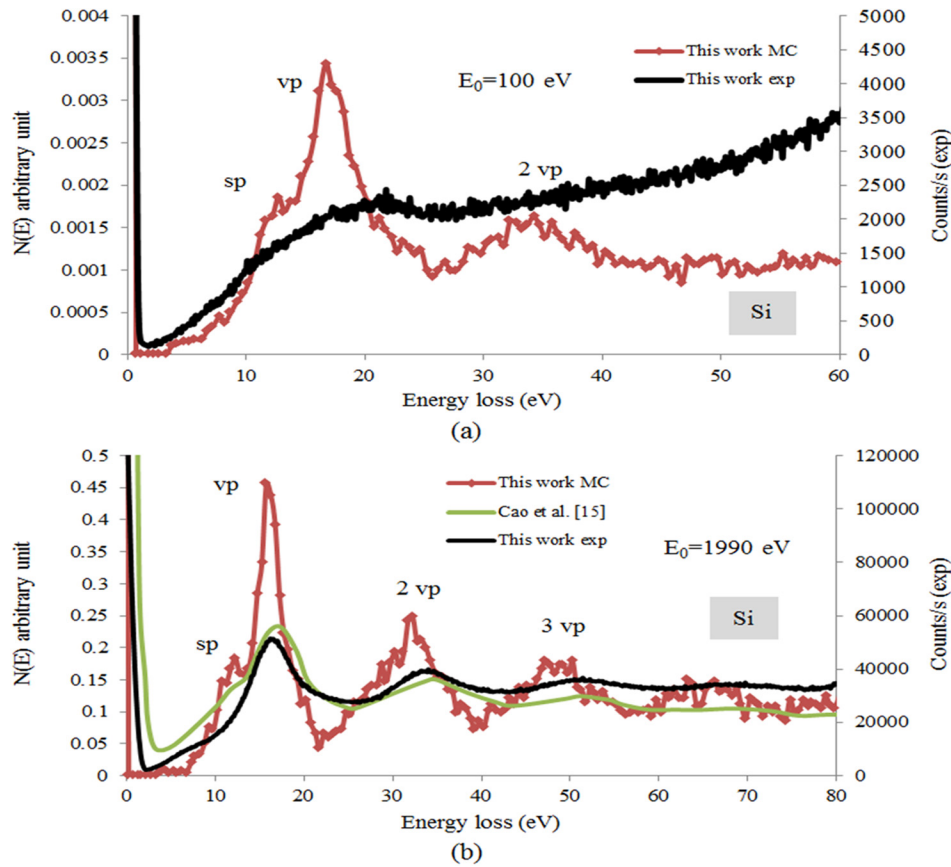 0.004
0.0035
0.003
0.0025
0.002
0.0015
0.001
0.0005
0
N(E) arbitrary unit
5000
4500
4000
3500
3000
2500
2000
1500
1000
500
0
Counts/s (exp)
This work MC
This work exp
E₀=100 eV
vp
sp
2 vp
Si
0 10 20 30 40 50 60
Energy loss (eV)
(a)
0.5
0.45
0.4
0.35
0.3
0.25
0.2
0.15
0.1
0.05
0
N(E) arbitrary unit
120000
100000
80000
60000
40000
20000
0
Counts/s (exp)
This work MC
Cao et al. [15]
This work exp
E₀=1990 eV
vp
sp
2 vp
3 vp
Si
0 10 20 30 40 50 60 70 80
Energy loss (eV)
(b)